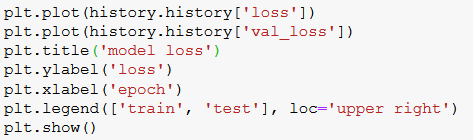 plt.plot(history.history['loss'])
plt.plot(history.history['val_loss'])
plt.title('model loss')
plt.ylabel('loss')
plt.xlabel('epoch')
plt.legend(['train', 'test'], loc='upper right')
plt.show()